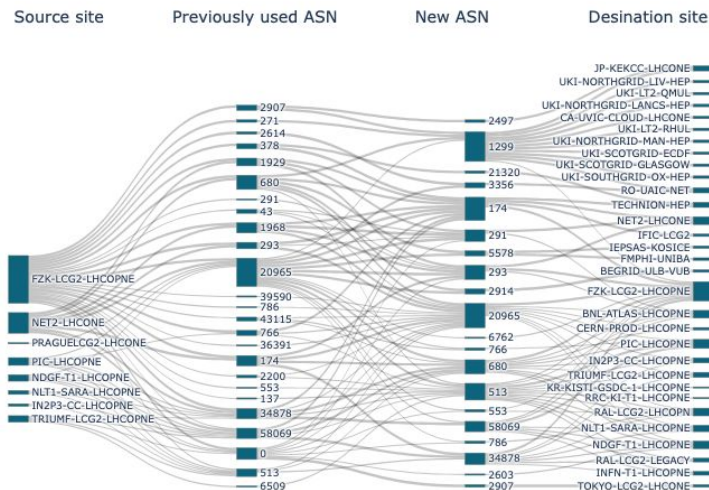 Source site
Previously used ASN
New ASN
Desination site
FZK-LCG2-LHCOPNE
NET2-LHCONE
PRAGUELCG2-LHCONE
PIC-LHCOPNE
NDGF-T1-LHCOPNE
NLT1-SARA-LHCOPNE
IN2P3-CC-LHCOPNE
TRIUMF-LCG2-LHCOPNE
2907
271
2614
378
1929
680
291
43
1968
293
20965
39590
786
43115
766
36391
174
2200
553
137
34878
58069
0
513
6509
2497
1299
21320
3356
174
291
5578
293
2914
20965
6762
766
680
513
553
58069
786
34878
2603
2907
JP-KEKCC-LHCONE
UKI-NORTHGRID-LIV-HEP
UKI-LT2-QMUL
UKI-NORTHGRID-LANCS-HEP
CA-UVIC-CLOUD-LHCONE
UKI-LT2-RHUL
UKI-NORTHGRID-MAN-HEP
UKI-SCOTGRID-ECDF
UKI-SCOTGRID-GLASGOW
UKI-SOUTHGRID-OX-HEP
RO-UAIC-NET
TECHNION-HEP
NET2-LHCONE
IFIC-LCG2
IEPSAS-KOSICE
FMPHI-UNIBA
BEGRID-ULB-VUB
FZK-LCG2-LHCOPNE
BNL-ATLAS-LHCOPNE
CERN-PROD-LHCOPNE
PIC-LHCOPNE
IN2P3-CC-LHCOPNE
TRIUMF-LCG2-LHCOPNE
KR-KISTI-GSDC-1-LHCOPNE
RRC-KI-T1-LHCOPNE
RAL-LCG2-LHCOPN
NLT1-SARA-LHCOPNE
NDGF-T1-LHCOPNE
RAL-LCG2-LEGACY
INFN-T1-LHCOPNE
TOKYO-LCG2-LHCONE